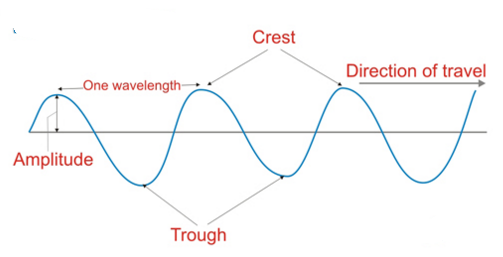 Crest
Direction of travel
One wavelength
Amplitude
Trough